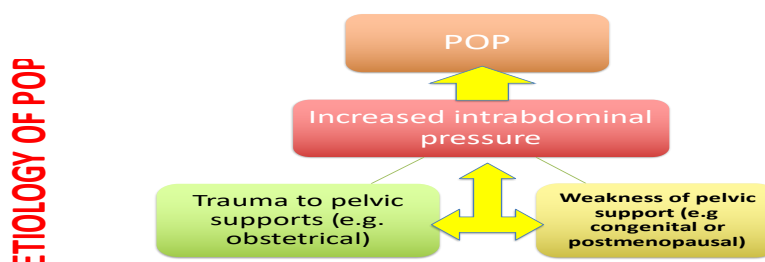 ETIOLOGY OF POP
POP
Increased intrabdominal
pressure
Trauma to pelvic
supports (e.g.
obstetrical)
Weakness of pelvic
support (e.g
congenital or
postmenopausal)